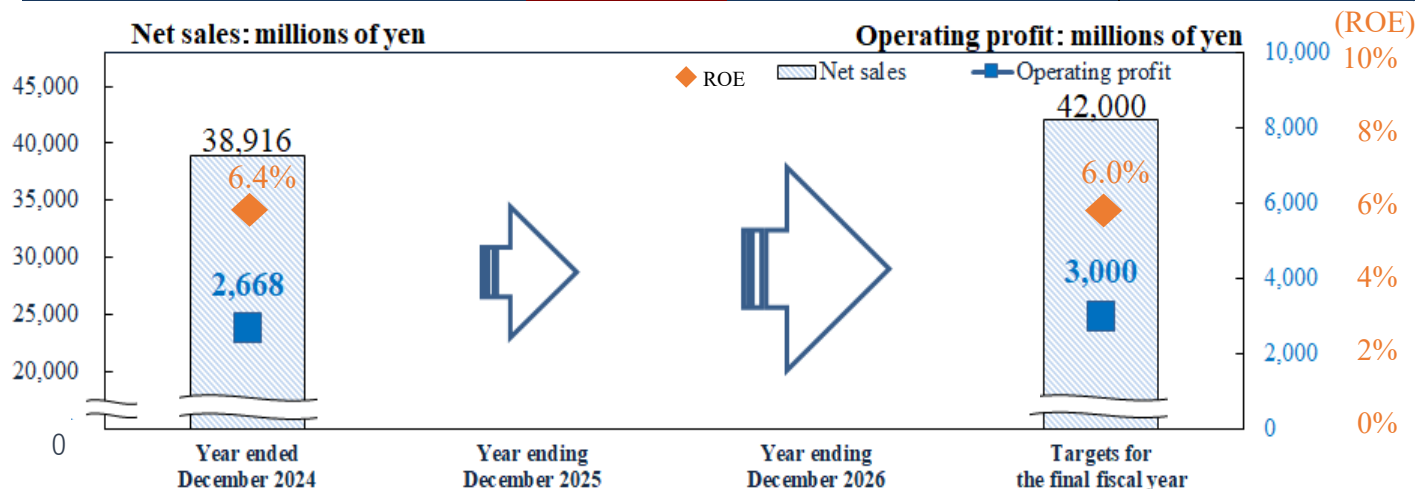 (ROE)
Net sales: millions of yen
Operating profit: millions of yen
10,000
10%
ROE
Net sales
Operating profit
45,000
38,916
42,000
8,000
8%
40,000
6.4%
6.0%
35,000
6,000
6%
30,000
2,668
3,000
4,000
4%
25,000
2,000
2%
20,000
0
0
0%
Year ended
December 2024
Year ending
December 2025
Year ending
December 2026
Targets for
the final fiscal year